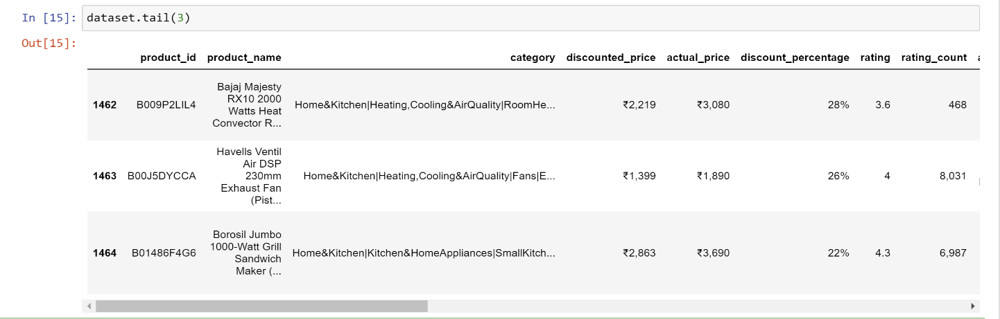 In [15]: dataset.tail(3)
Out[15]:
product_id product_name category discounted_price actual_price discount_percentage rating rating_count
1462 B009P2LIL4 Bajaj Majesty
RX10 2000
Watts Heat
Convector R... Home&Kitchen|Heating,Cooling&AirQuality|RoomHe... ₹2,219 ₹3,080 28% 3.6 468
1463 B00J5DYCCA Havells Ventil
Air DSP
230mm
Exhaust Fan
(Pist... Home&Kitchen|Heating,Cooling&AirQuality|Fans|E... ₹1,399 ₹1,890 26% 4 8,031
1464 B01486F4G6 Borosil Jumbo
1000-Watt Grill
Sandwich
Maker (... Home&Kitchen|Kitchen&HomeAppliances|SmallKitch... ₹2,863 ₹3,690 22% 4.3 6,987